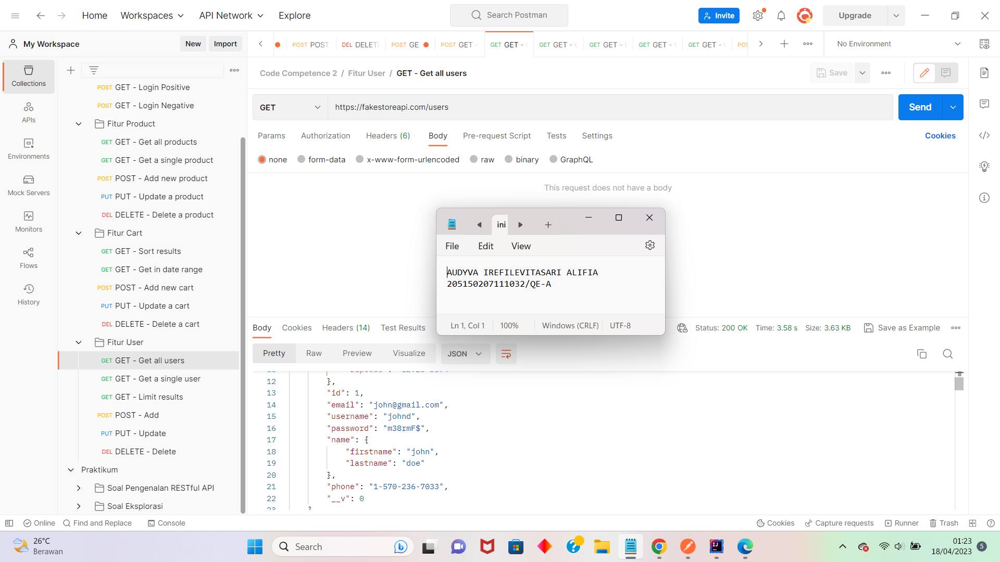 Home Workspaces API Network Explore Search Postman Invite Upgrade
My Workspace New Import
POST POST DEL DELETE POST GE POST GET - GET GET - GET GET - GET GET - GET GET - GET GET - No Environment
Code Competence 2 / Fitur User / GET - Get all users Save
GET https://fakestoreapi.com/users Send
Params Authorization Headers (6) Body Pre-request Script Tests Settings Cookies
none form-data x-www-form-urlencoded raw binary GraphQL
This request does not have a body
Collections
APIs
Environments
Mock Servers
Monitors
Flows
History
POST GET - Login Positive
POST GET - Login Negative
Fitur Product
GET GET - Get all products
GET GET - Get a single product
POST POST - Add new product
PUT PUT - Update a product
DEL DELETE - Delete a product
Fitur Cart
GET GET - Sort results
GET GET - Get in date range
POST POST - Add new cart
PUT PUT - Update a cart
DEL DELETE - Delete a cart
Fitur User
GET GET - Get all users
GET GET - Get a single user
GET GET - Limit results
POST POST - Add
PUT PUT - Update
DEL DELETE - Delete
Praktikum
Soal Pengenalan RESTful API
Soal Eksplorasi
ini
File Edit View
AUDYVA IREFILEVITASARI ALIFIA
205150207111032/QE-A
Ln 1, Col 1 100% Windows (CRLF) UTF-8
Body Cookies Headers (14) Test Results Status: 200 OK Time: 3.58 s Size: 3.63 KB Save as Example
Pretty Raw Preview Visualize JSON
12 },
13 "id": 1,
14 "email": "john@gmail.com",
15 "username": "johnd",
16 "password": "m38rmF$",
17 "name": {
18 "firstname": "john",
19 "lastname": "doe"
20 },
21 "phone": "1-570-236-7033",
22 "__v": 0
Online Find and Replace Console Cookies Capture requests Runner Trash
26°C
Berawan
Search
01:23
18/04/2023 5